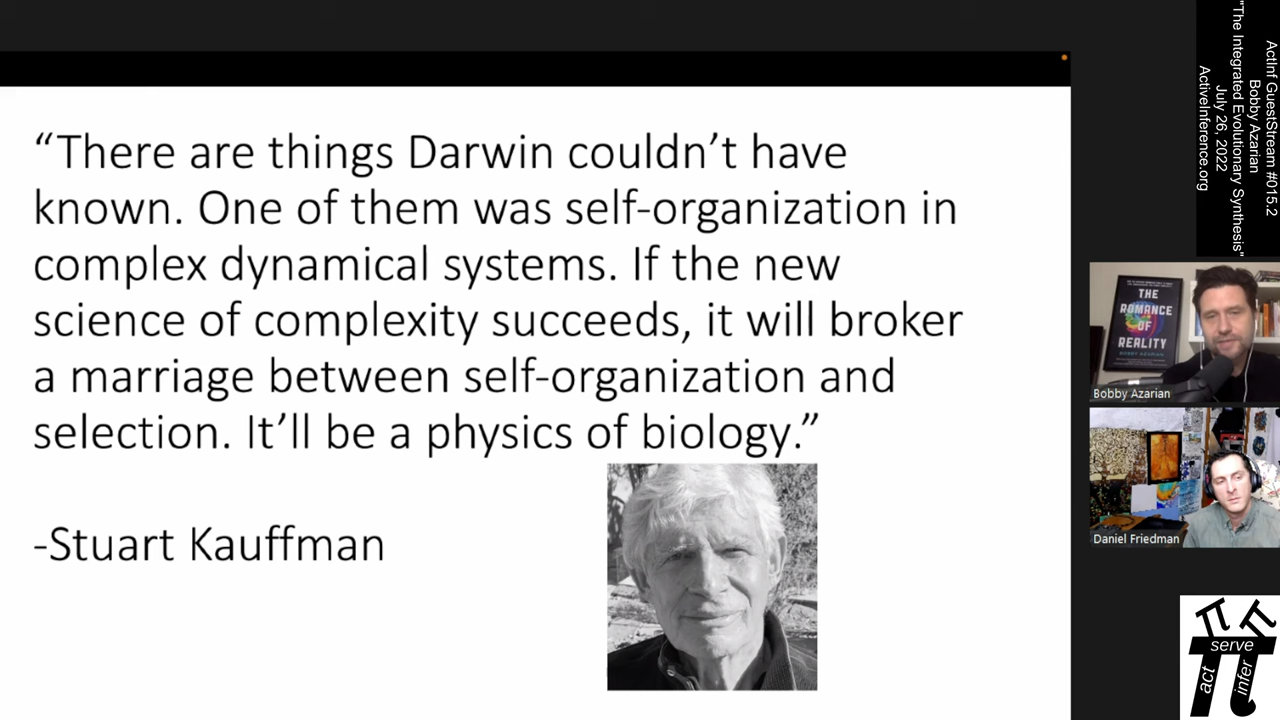 “There are things Darwin couldn’t have
known. One of them was self-organization in
complex dynamical systems. If the new
science of complexity succeeds, it will broker
a marriage between self-organization and
selection. It’ll be a physics of biology.”
-Stuart Kauffman
ActInf GuestStream #015.2
Bobby Azarian
"The Integrated Evolutionary Synthesis"
July 26, 2022
ActiveInference.org
THE
ROMANCE
OF
REALITY
BOBBY AZARIAN
Bobby Azarian
Daniel Friedman
serve
act
infer